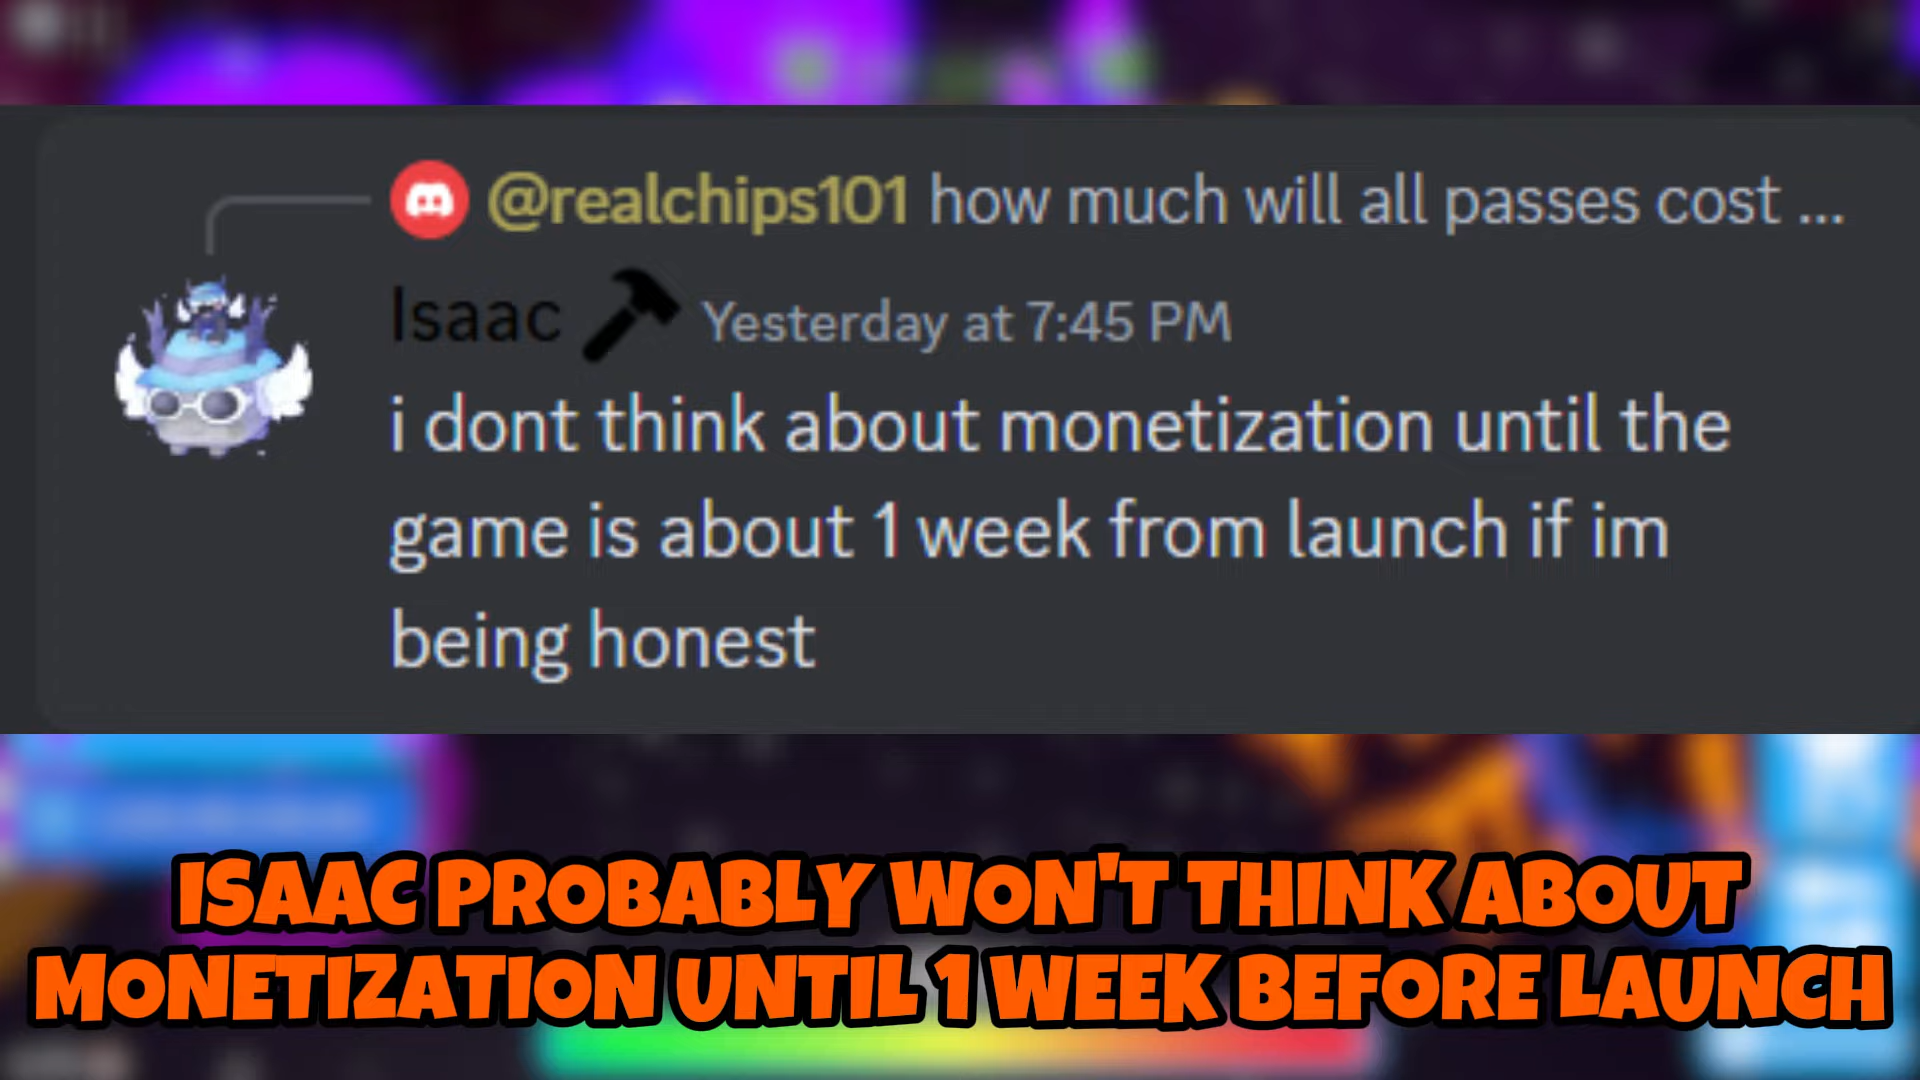 @realchips101 how much will all passes cost ...
Isaac Yesterday at 7:45 PM
i dont think about monetization until the
game is about 1 week from launch if im
being honest
ISAAC PROBABLY WON'T THINK ABOUT
MONETIZATION UNTIL 1 WEEK BEFORE LAUNCH